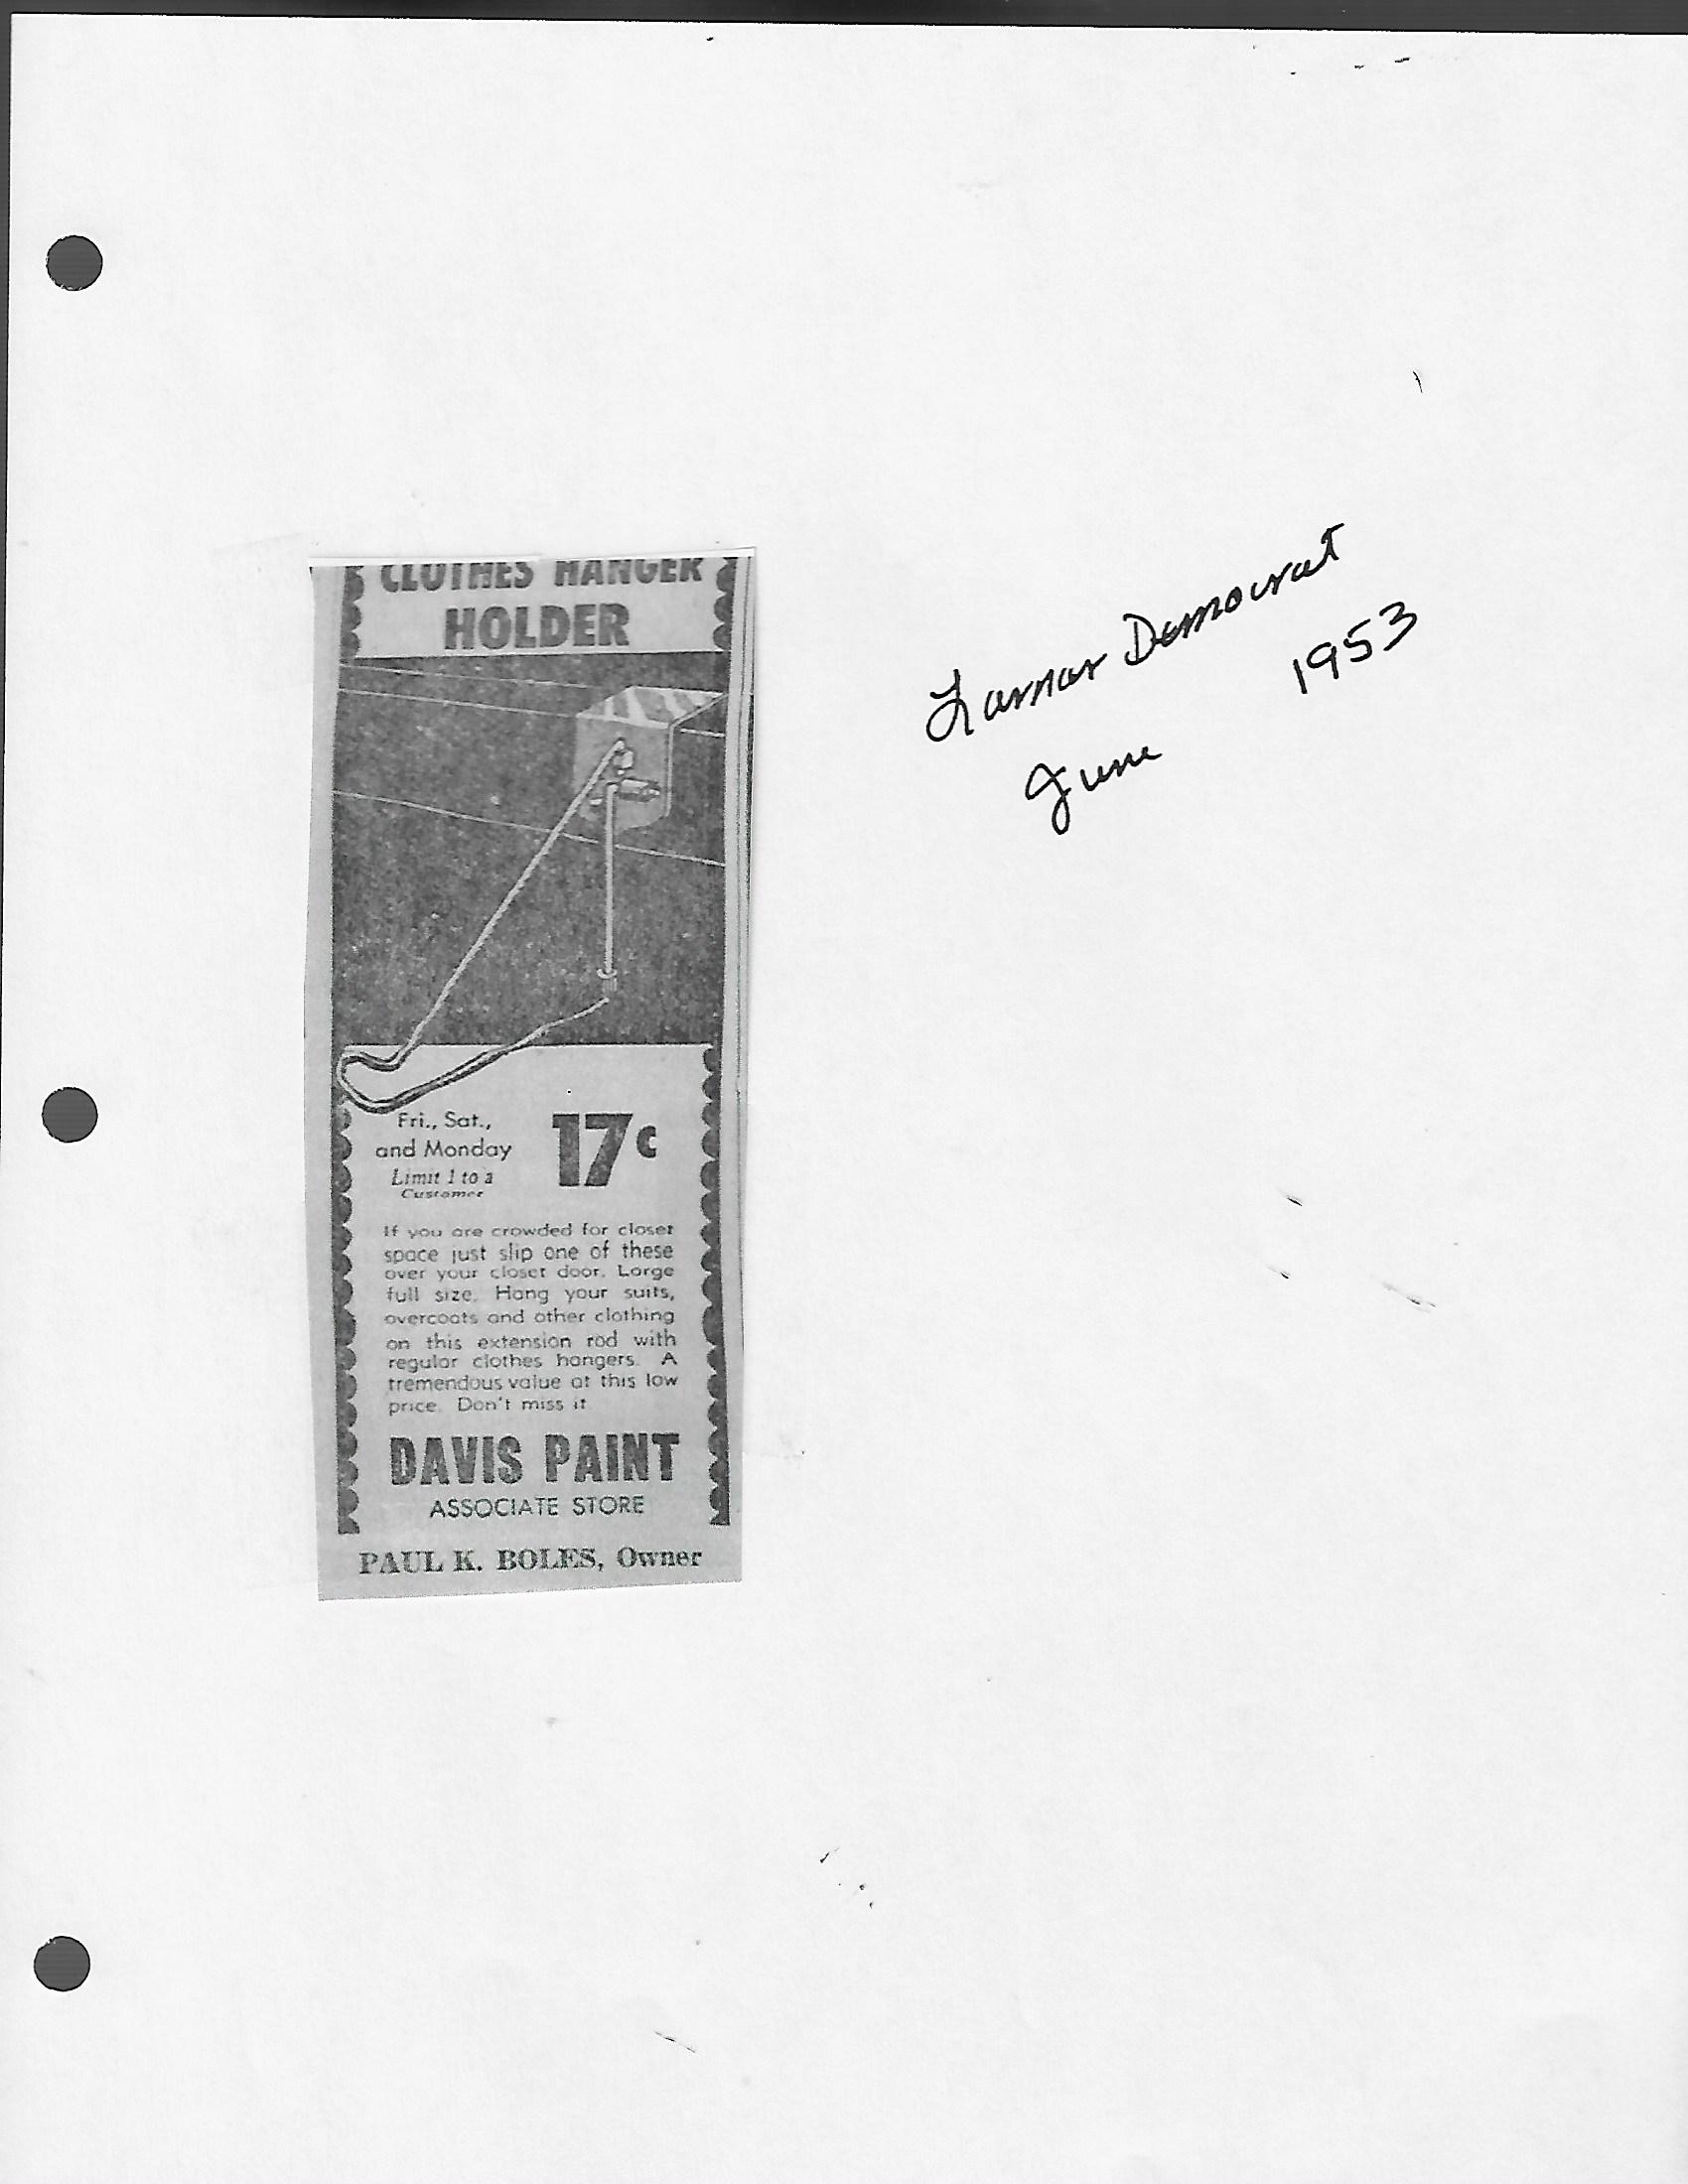 CLOTHES HANGER
HOLDER
Fri., Sat.,
and Monday
Limit 1 to a
Customer
17c
If you are crowded for closet
space just slip one of these
over your closet door. Large
full size. Hang your suits,
overcoats and other clothing
on this extension rod with
regular clothes hangers. A
tremendous value at this low
price. Don't miss it
DAVIS PAINT
ASSOCIATE STORE
PAUL K. BOLES, Owner
Lamar Democrat
June 1953